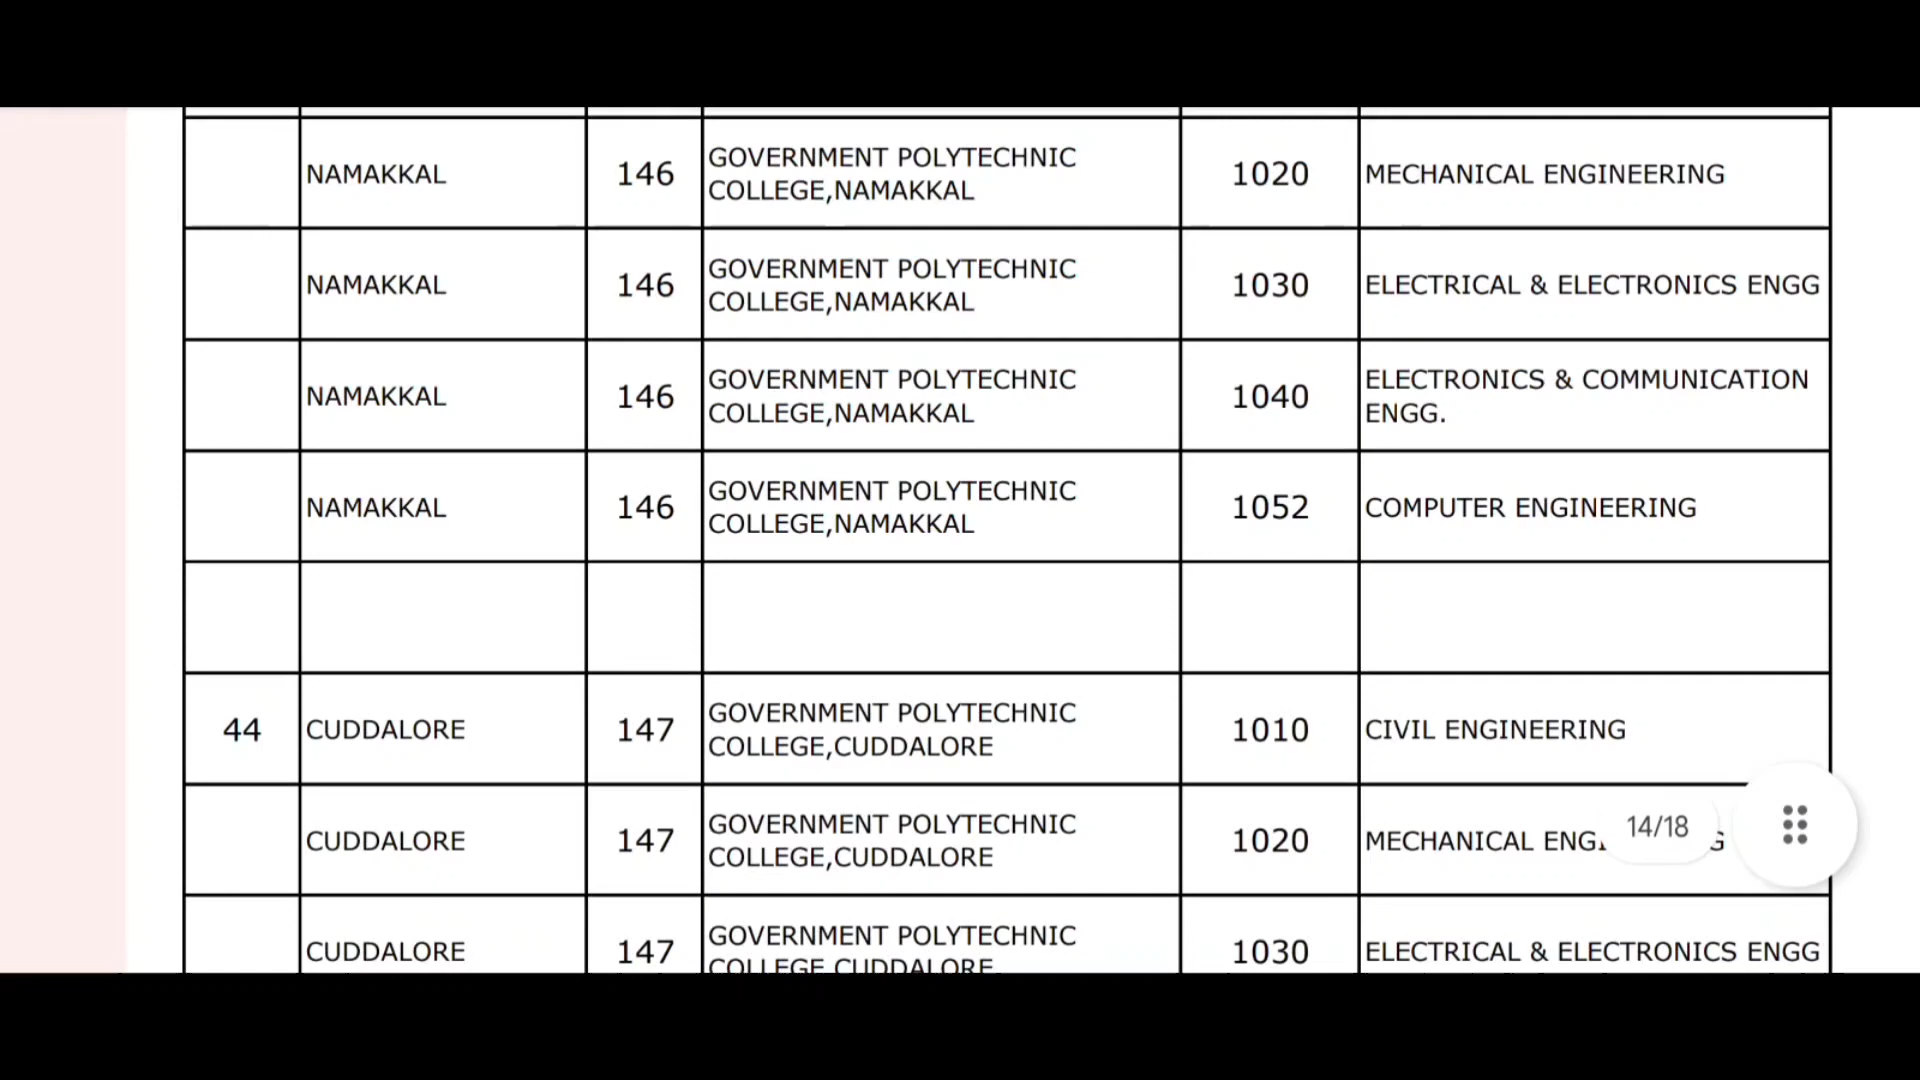 NAMAKKAL 146 GOVERNMENT POLYTECHNIC COLLEGE,NAMAKKAL 1020 MECHANICAL ENGINEERING
NAMAKKAL 146 GOVERNMENT POLYTECHNIC COLLEGE,NAMAKKAL 1030 ELECTRICAL & ELECTRONICS ENGG
NAMAKKAL 146 GOVERNMENT POLYTECHNIC COLLEGE,NAMAKKAL 1040 ELECTRONICS & COMMUNICATION ENGG.
NAMAKKAL 146 GOVERNMENT POLYTECHNIC COLLEGE,NAMAKKAL 1052 COMPUTER ENGINEERING
44 CUDDALORE 147 GOVERNMENT POLYTECHNIC COLLEGE,CUDDALORE 1010 CIVIL ENGINEERING
CUDDALORE 147 GOVERNMENT POLYTECHNIC COLLEGE,CUDDALORE 1020 MECHANICAL
14/18
CUDDALORE 147 GOVERNMENT POLYTECHNIC COLLEGE,CUDDALORE 1030 ELECTRICAL & ELECTRONICS ENGG